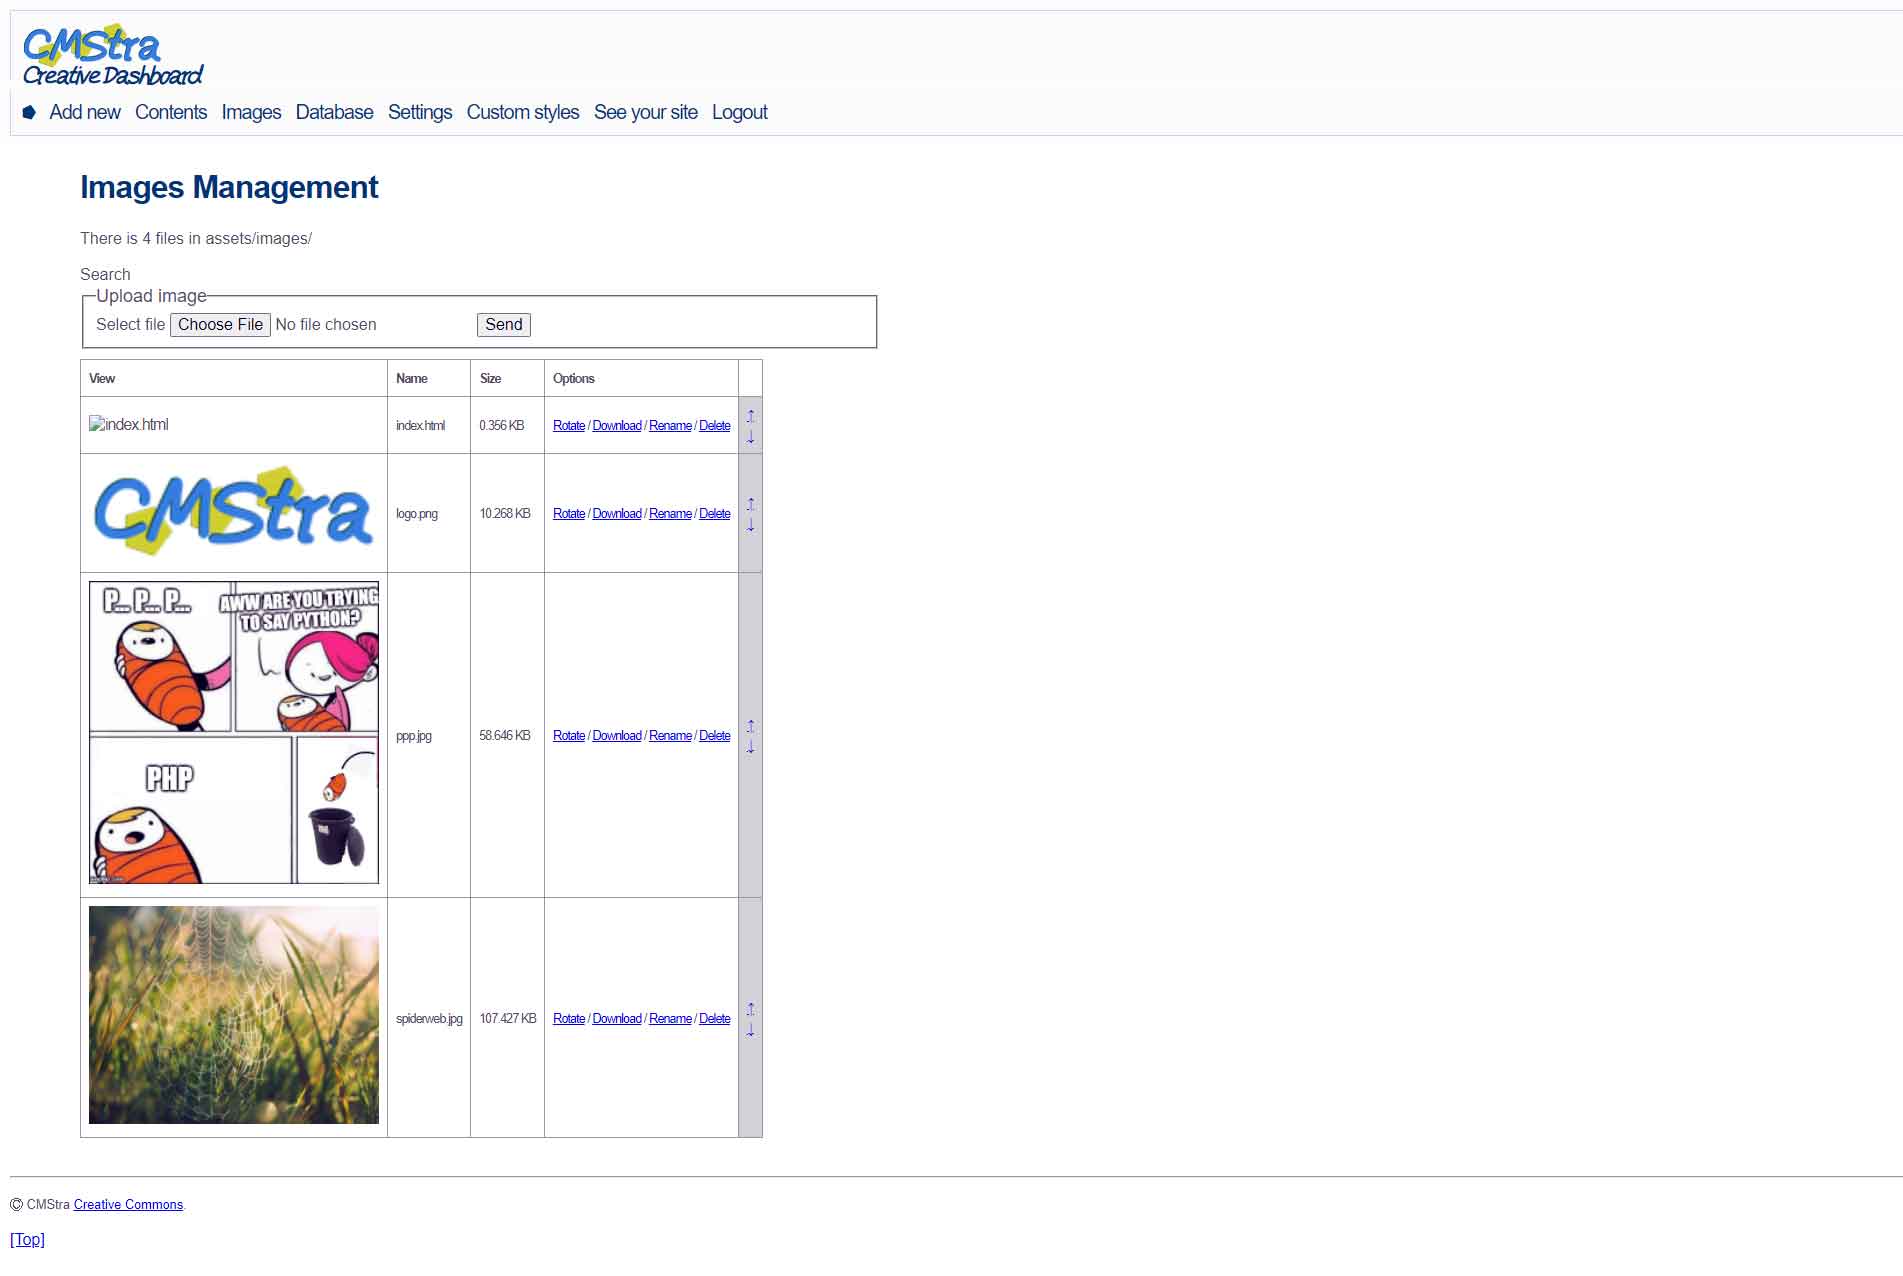 CMStra
Creative Dashboard
Add new Contents Images Database Settings Custom styles See your site Logout
Images Management
There is 4 files in assets/images/
Search
Upload image
Select file Choose File No file chosen Send
View Name Size Options
index.html index.html 0.356 KB Rotate / Download / Rename / Delete ↑ ↓
CMStra logo.png 10.268 KB Rotate / Download / Rename / Delete ↑ ↓
P... P... P...
AWW ARE YOU TRYING
TO SAY PYTHON?
PHP
ppp.jpg 58.646 KB Rotate / Download / Rename / Delete ↑ ↓
spiderweb.jpg 107.427 KB Rotate / Download / Rename / Delete ↑ ↓
© CMStra Creative Commons.
[Top]